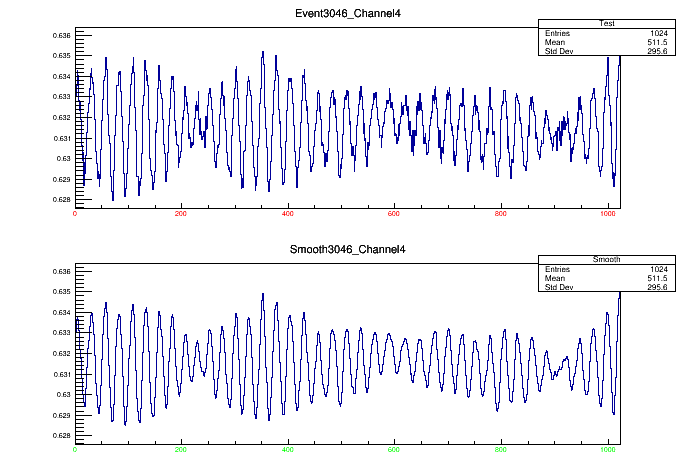 Event3046_Channel4
Test
Entries 1024
Mean 511.5
Std Dev 295.6
0.636
0.635
0.634
0.633
0.632
0.631
0.63
0.629
0.628
0 200 400 600 800 1000
Smooth3046_Channel4
Smooth
Entries 1024
Mean 511.5
Std Dev 295.6
0.636
0.635
0.634
0.633
0.632
0.631
0.63
0.629
0.628
0 200 400 600 800 1000